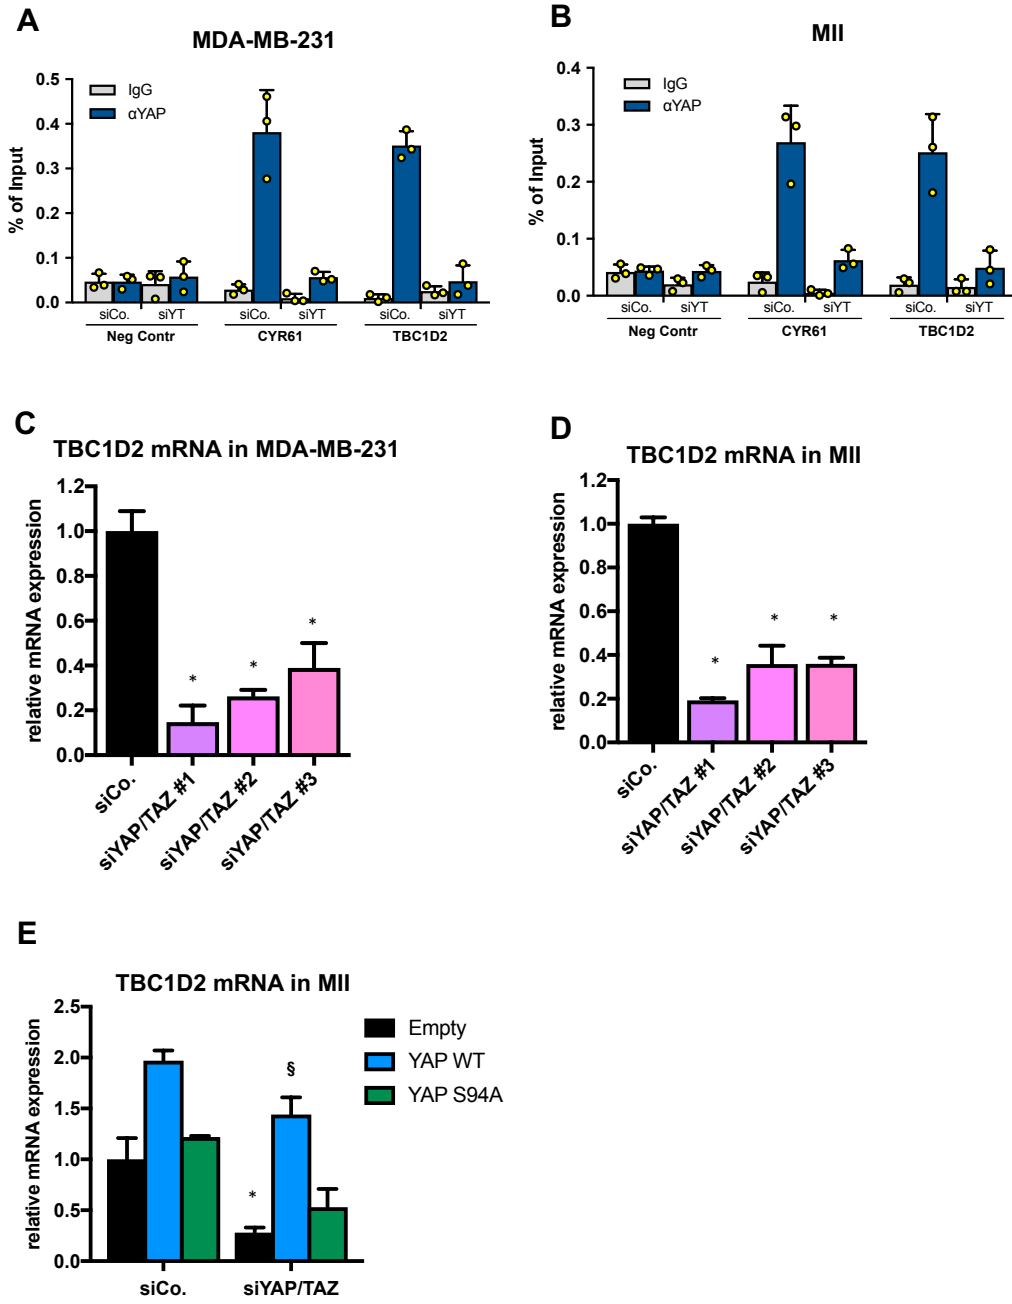 A
MDA-MB-231
IgG
αYAP
% of Input
0.5
0.4
0.3
0.2
0.1
0.0
siCo. siYT siCo. siYT siCo. siYT
Neg Contr CYR61 TBC1D2
B
MII
IgG
αYAP
% of Input
0.4
0.3
0.2
0.1
0.0
siCo. siYT siCo. siYT siCo. siYT
Neg Contr CYR61 TBC1D2
C
TBC1D2 mRNA in MDA-MB-231
relative mRNA expression
1.2
1.0
0.8
0.6
0.4
0.2
0.0
* * *
siCo.
siYAP/TAZ #1
siYAP/TAZ #2
siYAP/TAZ #3
D
TBC1D2 mRNA in MII
relative mRNA expression
1.2
1.0
0.8
0.6
0.4
0.2
0.0
* * *
siCo.
siYAP/TAZ #1
siYAP/TAZ #2
siYAP/TAZ #3
E
TBC1D2 mRNA in MII
relative mRNA expression
2.5
2.0
1.5
1.0
0.5
0.0
* §
Empty
YAP WT
YAP S94A
siCo. siYAP/TAZ